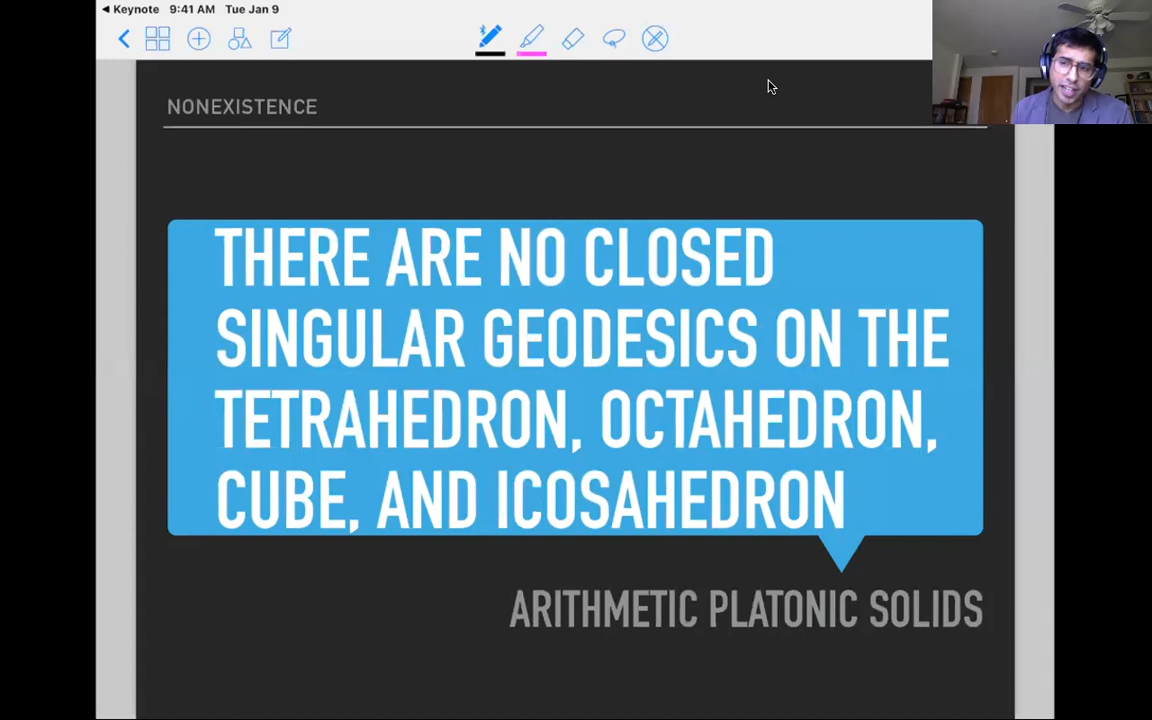 Keynote 9:41 AM Tue Jan 9
NONEXISTENCE
THERE ARE NO CLOSED
SINGULAR GEODESICS ON THE
TETRAHEDRON, OCTAHEDRON,
CUBE, AND ICOSAHEDRON
ARITHMETIC PLATONIC SOLIDS